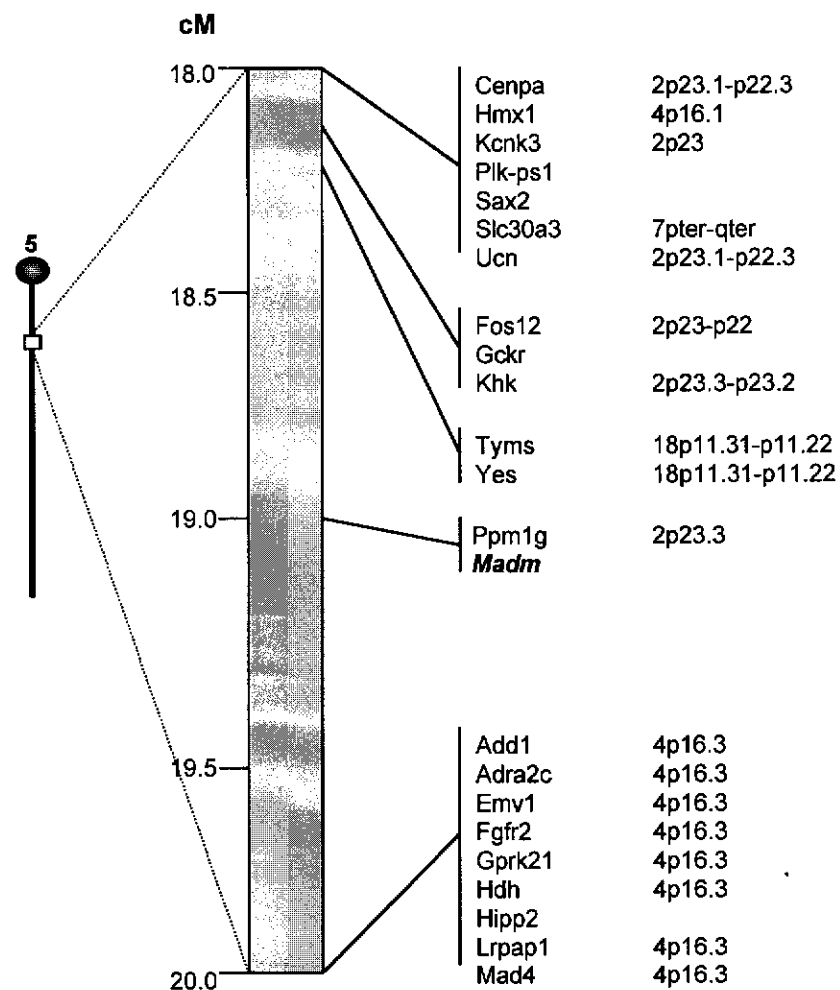 cM
18.0
Cenpa 2p23.1-p22.3
Hmx1 4p16.1
Kcnk3 2p23
Plk-ps1
Sax2
Slc30a3 7pter-qter
Ucn 2p23.1-p22.3
5
18.5
Fos12 2p23-p22
Gckr
Khk 2p23.3-p23.2
Tyms 18p11.31-p11.22
Yes 18p11.31-p11.22
19.0
Ppm1g 2p23.3
Madm
Add1 4p16.3
19.5
Adra2c 4p16.3
Emv1 4p16.3
Fgfr2 4p16.3
Gprk21 4p16.3
Hdh 4p16.3
Hipp2
Lrpap1 4p16.3
20.0
Mad4 4p16.3